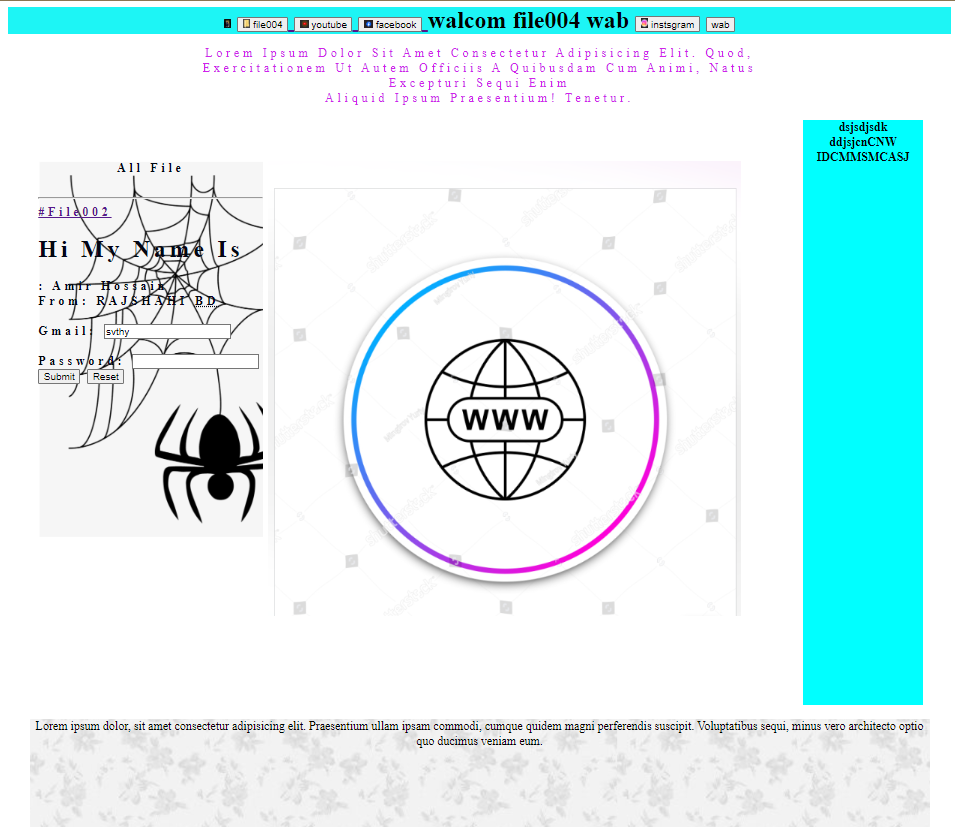 file004 youtube facebook walcom file004 wab instsgram wab
Lorem Ipsum Dolor Sit Amet Consectetur Adipisicing Elit. Quod,
Exercitationem Ut Autem Officiis A Quibusdam Cum Animi, Natus
Excepturi Sequi Enim
Aliquid Ipsum Praesentium! Tenetur.
All File
#File002
Hi My Name Is
: Amir Hossain
From: RAJSHAHI BD
Gmail: svthy
Password:
Submit Reset
WWW
dsjsdjsdk
ddjsjcnCNW
IDCMMSMCASJ
Lorem ipsum dolor, sit amet consectetur adipisicing elit. Praesentium ullam ipsam commodi, cumque quidem magni perferendis suscipit. Voluptatibus sequi, minus vero architecto optio
quo ducimus veniam eum.